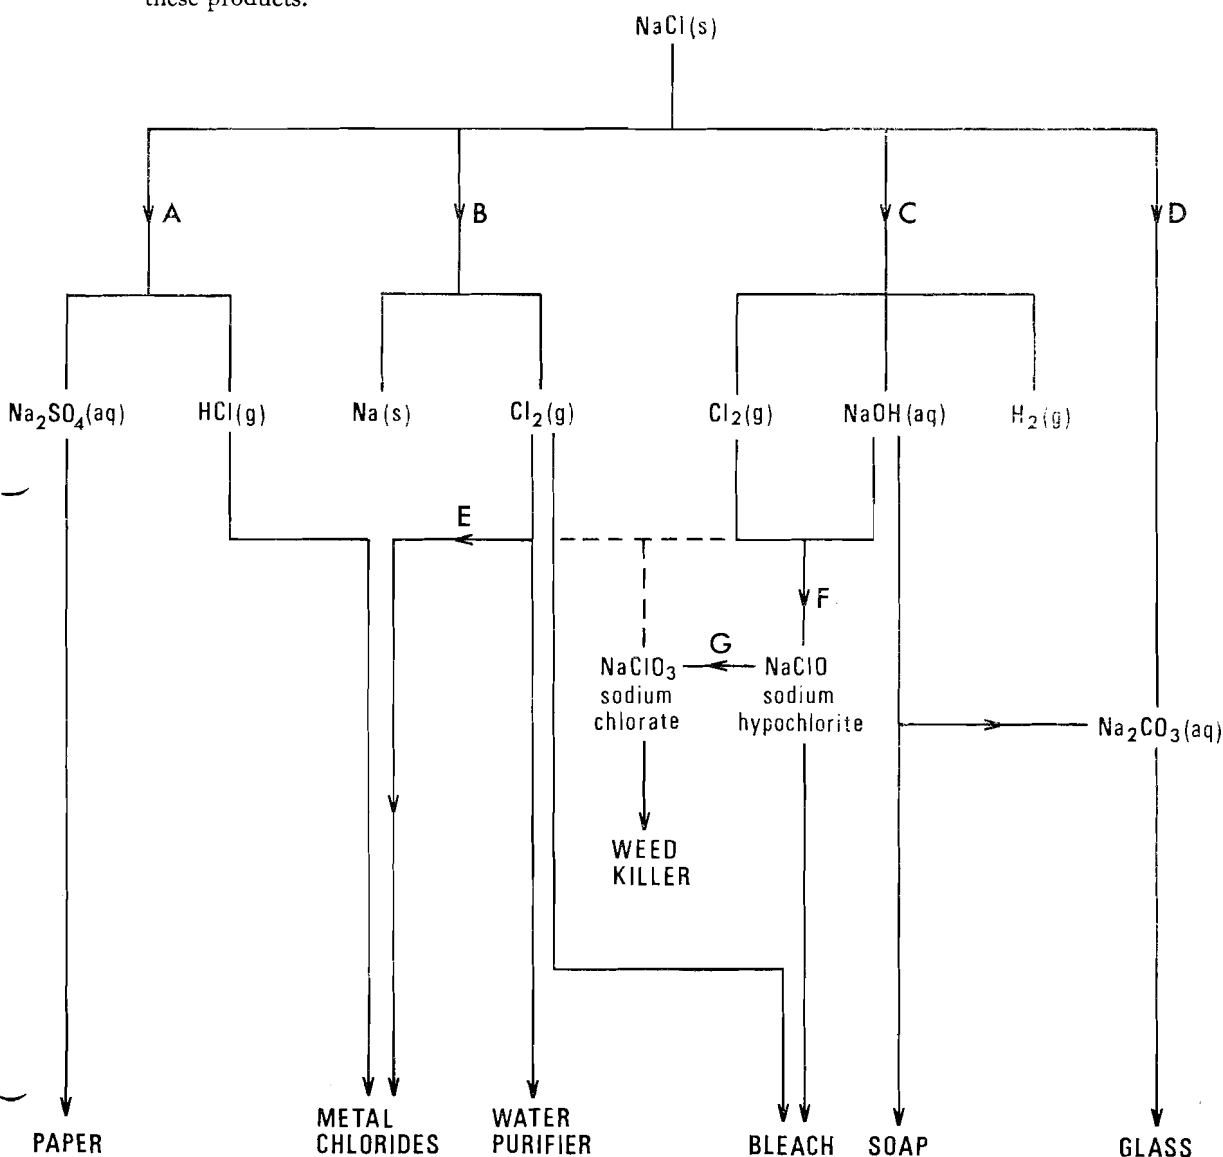 these products.
NaCl(s)
A
B
C
D
Na₂SO₄(aq)
HCl(g)
Na(s)
Cl₂(g)
Cl₂(g)
NaOH(aq)
H₂(g)
E
F
G
NaClO₃
sodium
chlorate
NaClO
sodium
hypochlorite
Na₂CO₃(aq)
WEED
KILLER
PAPER
METAL
CHLORIDES
WATER
PURIFIER
BLEACH
SOAP
GLASS